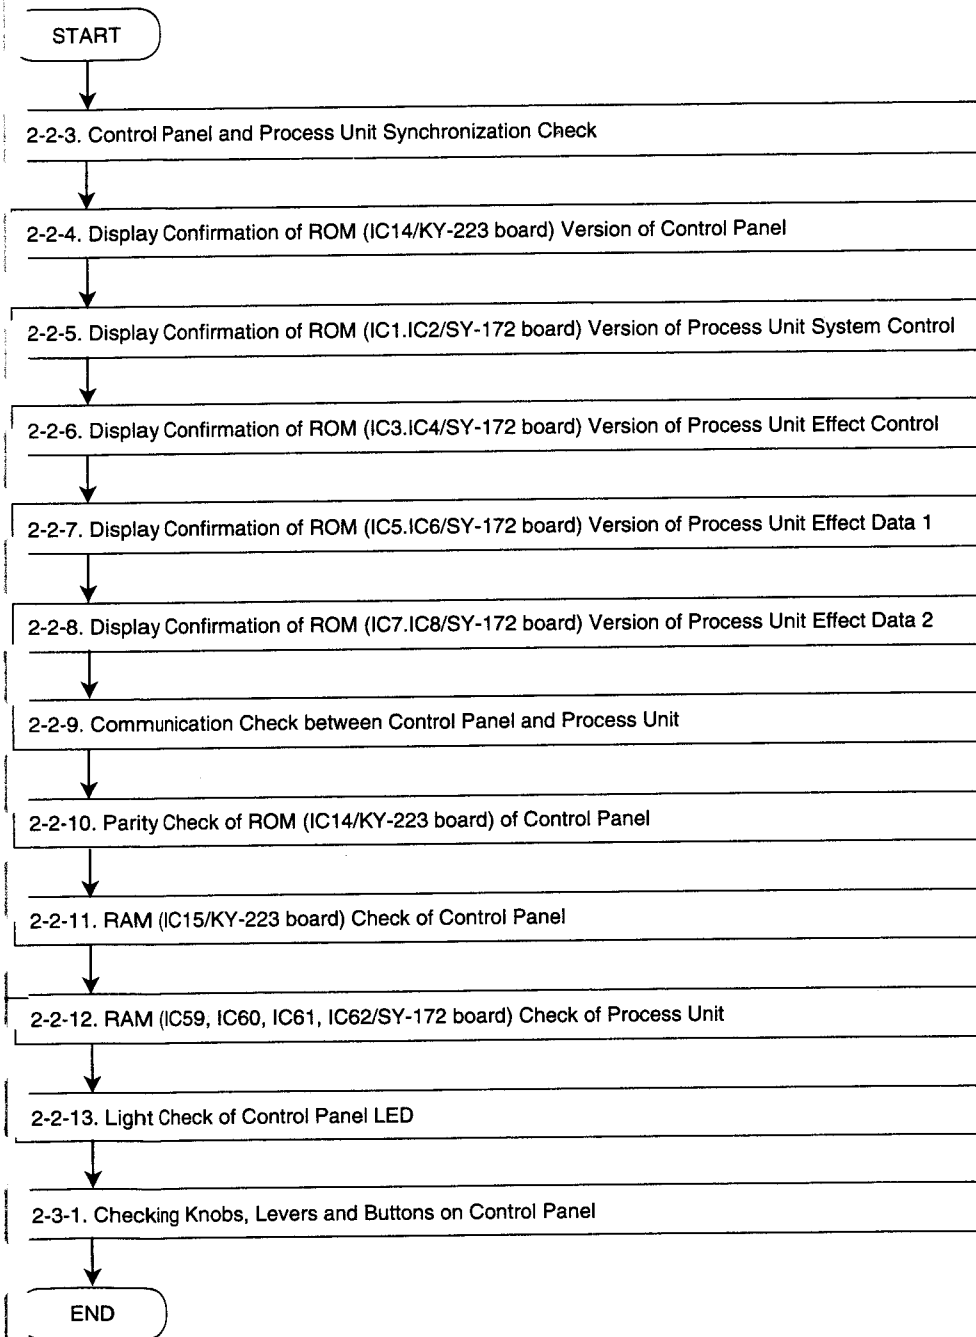 START
2-2-3. Control Panel and Process Unit Synchronization Check
2-2-4. Display Confirmation of ROM (IC14/KY-223 board) Version of Control Panel
2-2-5. Display Confirmation of ROM (IC1.IC2/SY-172 board) Version of Process Unit System Control
2-2-6. Display Confirmation of ROM (IC3.IC4/SY-172 board) Version of Process Unit Effect Control
2-2-7. Display Confirmation of ROM (IC5.IC6/SY-172 board) Version of Process Unit Effect Data 1
2-2-8. Display Confirmation of ROM (IC7.IC8/SY-172 board) Version of Process Unit Effect Data 2
2-2-9. Communication Check between Control Panel and Process Unit
2-2-10. Parity Check of ROM (IC14/KY-223 board) of Control Panel
2-2-11. RAM (IC15/KY-223 board) Check of Control Panel
2-2-12. RAM (IC59, IC60, IC61, IC62/SY-172 board) Check of Process Unit
2-2-13. Light Check of Control Panel LED
2-3-1. Checking Knobs, Levers and Buttons on Control Panel
END